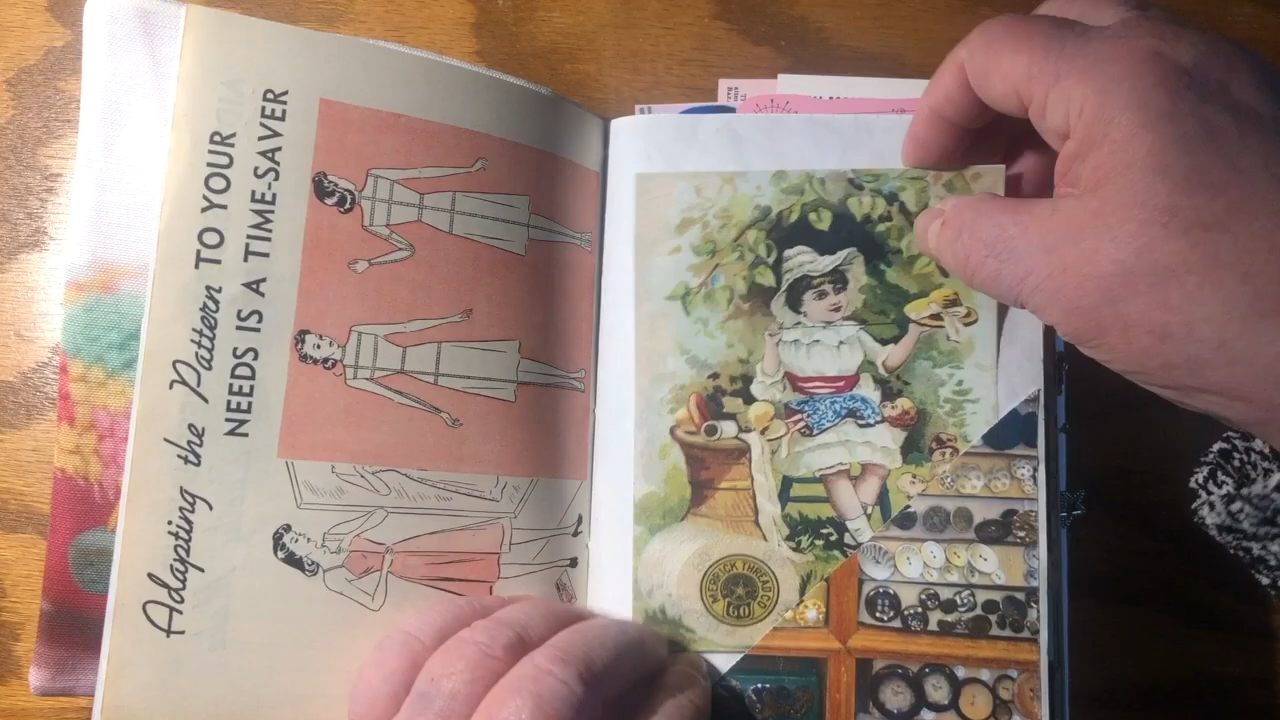 Adapting the Pattern TO YOUR
NEEDS IS A TIME-SAVER
MERRICK THREAD CO
60